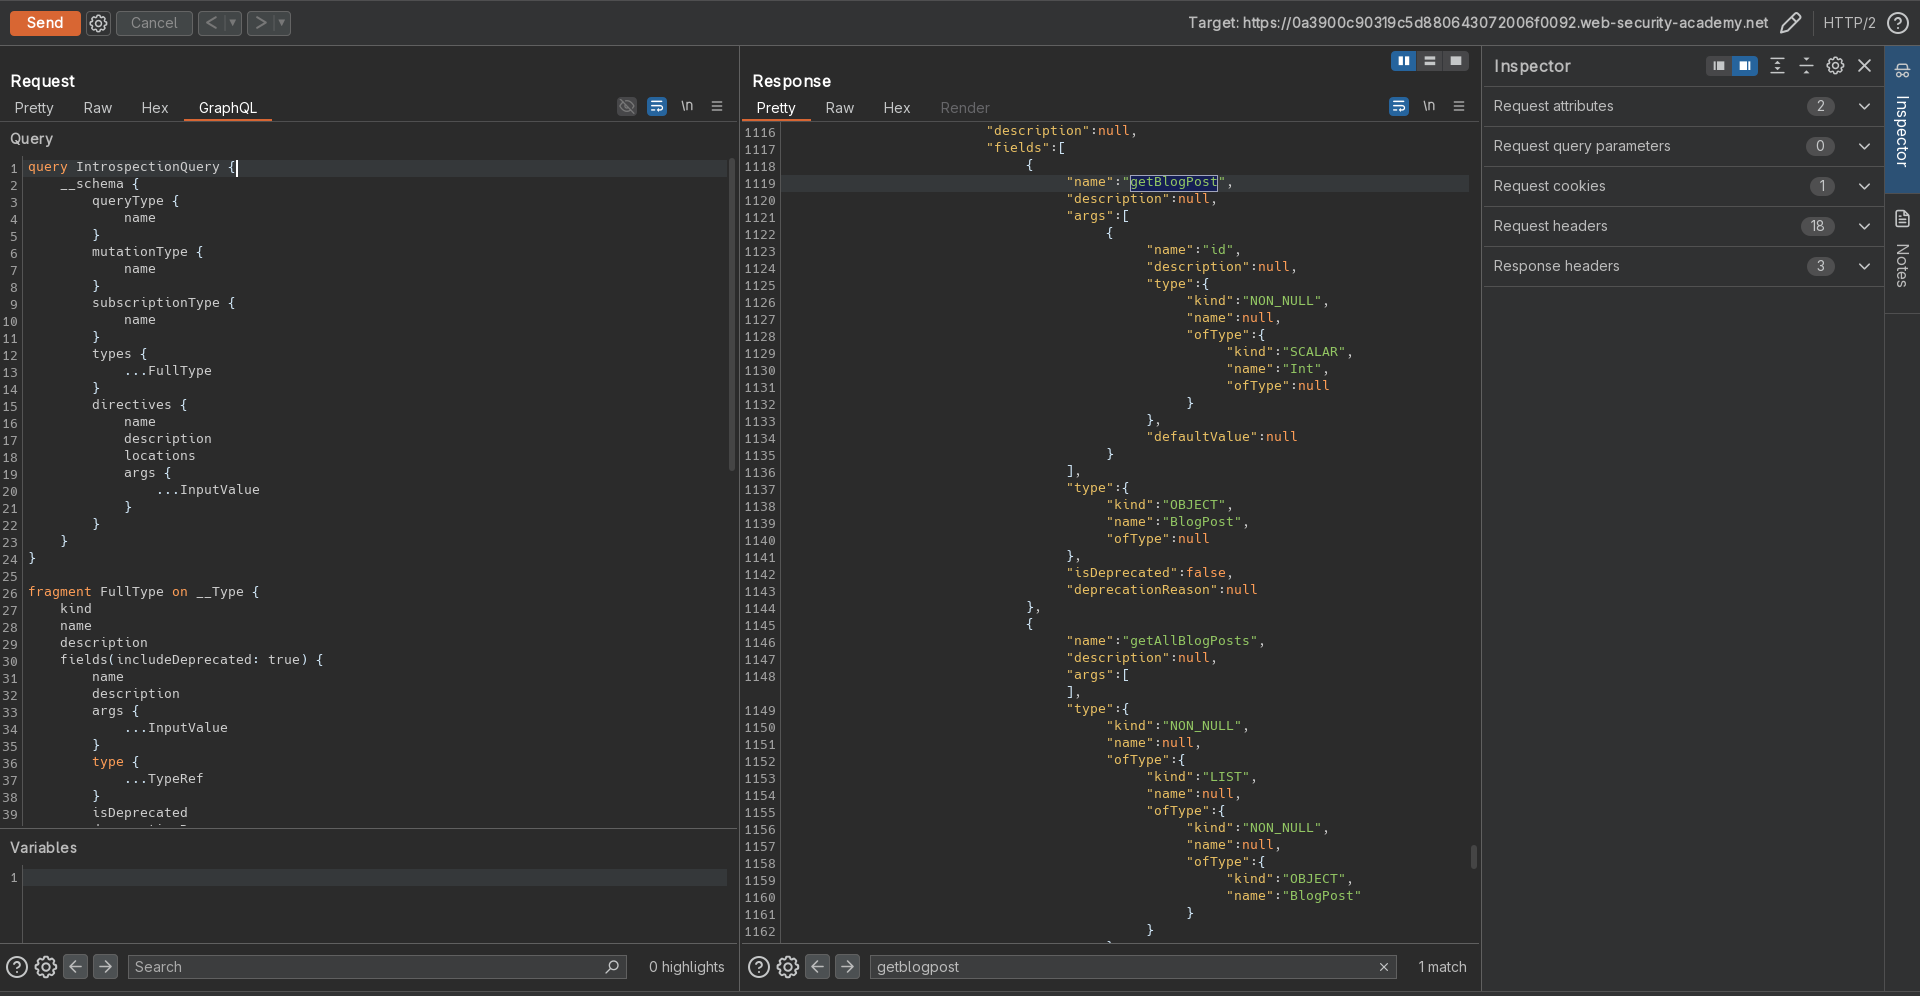 Send
Cancel
Target: https://0a3900c90319c5d880643072006f0092.web-security-academy.net
HTTP/2
Request
Pretty
Raw
Hex
GraphQL
\n
Query
1 query IntrospectionQuery {
2 __schema {
3 queryType {
4 name
5 }
6 mutationType {
7 name
8 }
9 subscriptionType {
10 name
11 }
12 types {
13 ...FullType
14 }
15 directives {
16 name
17 description
18 locations
19 args {
20 ...InputValue
21 }
22 }
23 }
24 }
25
26 fragment FullType on __Type {
27 kind
28 name
29 description
30 fields(includeDeprecated: true) {
31 name
32 description
33 args {
34 ...InputValue
35 }
36 type {
37 ...TypeRef
38 }
39 isDeprecated
Variables
1
Search
0 highlights
Response
Pretty
Raw
Hex
Render
\n
1116 "description":null,
1117 "fields":[
1118 {
1119 "name":"getBlogPost",
1120 "description":null,
1121 "args":[
1122 {
1123 "name":"id",
1124 "description":null,
1125 "type":{
1126 "kind":"NON_NULL",
1127 "name":null,
1128 "ofType":{
1129 "kind":"SCALAR",
1130 "name":"Int",
1131 "ofType":null
1132 }
1133 },
1134 "defaultValue":null
1135 }
1136 ],
1137 "type":{
1138 "kind":"OBJECT",
1139 "name":"BlogPost",
1140 "ofType":null
1141 },
1142 "isDeprecated":false,
1143 "deprecationReason":null
1144 },
1145 {
1146 "name":"getAllBlogPosts",
1147 "description":null,
1148 "args":[
],
1149 "type":{
1150 "kind":"NON_NULL",
1151 "name":null,
1152 "ofType":{
1153 "kind":"LIST",
1154 "name":null,
1155 "ofType":{
1156 "kind":"NON_NULL",
1157 "name":null,
1158 "ofType":{
1159 "kind":"OBJECT",
1160 "name":"BlogPost"
1161 }
1162 }
getblogpost
1 match
Inspector
Request attributes 2
Request query parameters 0
Request cookies 1
Request headers 18
Response headers 3
Inspector
Notes